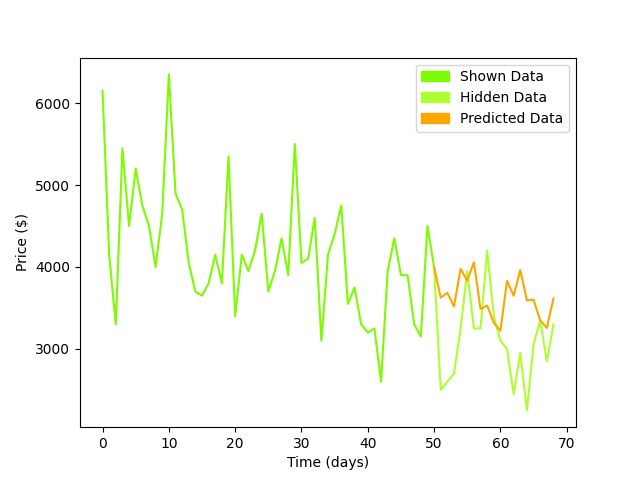 Shown Data
Hidden Data
Predicted Data
6000
5000
4000
3000
Price ($)
0 10 20 30 40 50 60 70
Time (days)